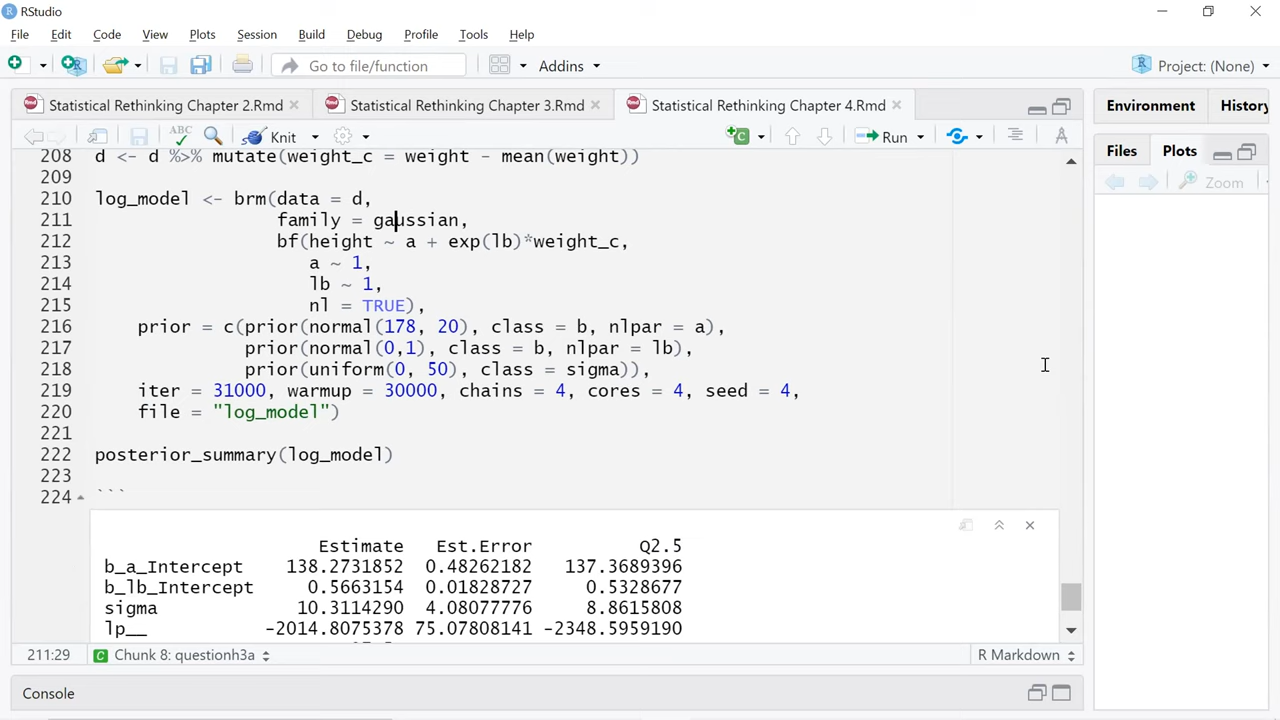 RStudio
File Edit Code View Plots Session Build Debug Profile Tools Help
Go to file/function Addins Project: (None)
Statistical Rethinking Chapter 2.Rmd Statistical Rethinking Chapter 3.Rmd Statistical Rethinking Chapter 4.Rmd Environment History
ABC Knit Run Files Plots
Zoom
208 d <- d %>% mutate(weight_c = weight - mean(weight))
209
210 log_model <- brm(data = d,
211 family = gaussian,
212 bf(height ~ a + exp(lb)*weight_c,
213 a ~ 1,
214 lb ~ 1,
215 nl = TRUE),
216 prior = c(prior(normal(178, 20), class = b, nlpar = a),
217 prior(normal(0,1), class = b, nlpar = lb),
218 prior(uniform(0, 50), class = sigma)),
219 iter = 31000, warmup = 30000, chains = 4, cores = 4, seed = 4,
220 file = "log_model")
221
222 posterior_summary(log_model)
223
224 ```
Estimate Est.Error Q2.5
b_a_Intercept 138.2731852 0.48262182 137.3689396
b_lb_Intercept 0.5663154 0.01828727 0.5328677
sigma 10.3114290 4.08077776 8.8615808
lp__ -2014.8075378 75.07808141 -2348.5959190
211:29 Chunk 8: questionh3a R Markdown
Console